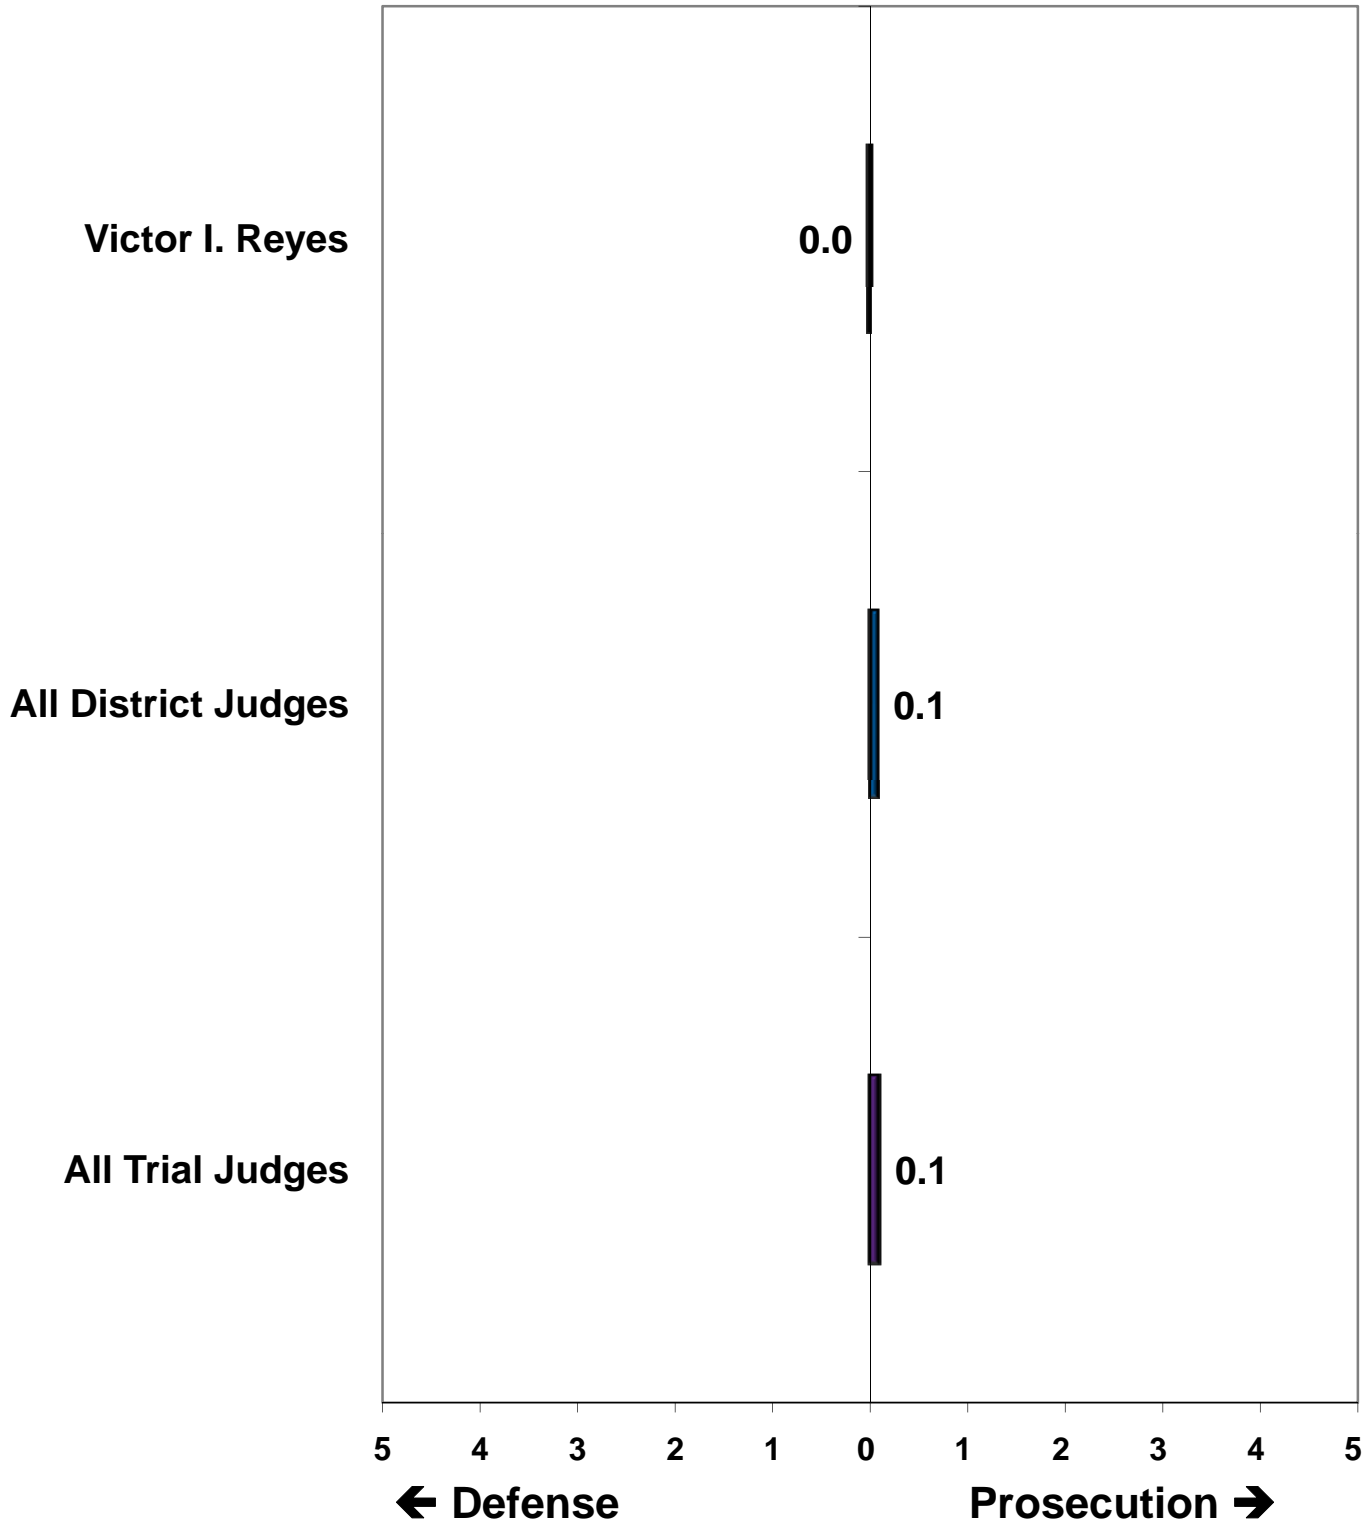 Victor I. Reyes 0.0
All District Judges 0.1
All Trial Judges 0.1
5 4 3 2 1 0 1 2 3 4 5
← Defense Prosecution →